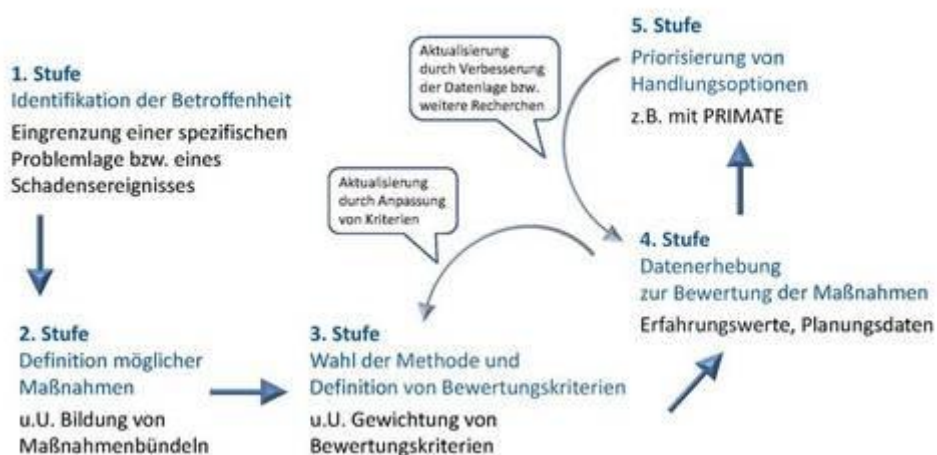 1. Stufe
Identifikation der Betroffenheit
Eingrenzung einer spezifischen
Problemlage bzw. eines
Schadensereignisses
2. Stufe
Definition möglicher
Maßnahmen
u.U. Bildung von
Maßnahmenbündeln
3. Stufe
Wahl der Methode und
Definition von Bewertungskriterien
u.U. Gewichtung von
Bewertungskriterien
Aktualisierung
durch Anpassung
von Kriterien
4. Stufe
Datenerhebung
zur Bewertung der Maßnahmen
Erfahrungswerte, Planungsdaten
Aktualisierung
durch Verbesserung
der Datenlage bzw.
weitere Recherchen
5. Stufe
Priorisierung von
Handlungsoptionen
z.B. mit PRIMATE